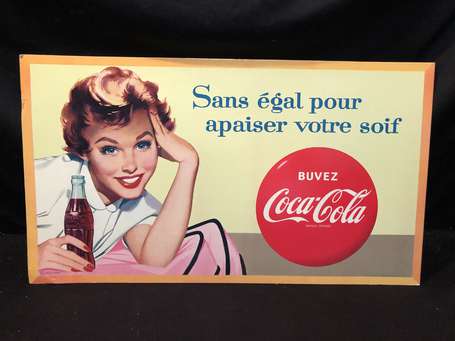 Sans égal pour
apaiser votre soif
BUVEZ
Coca-Cola